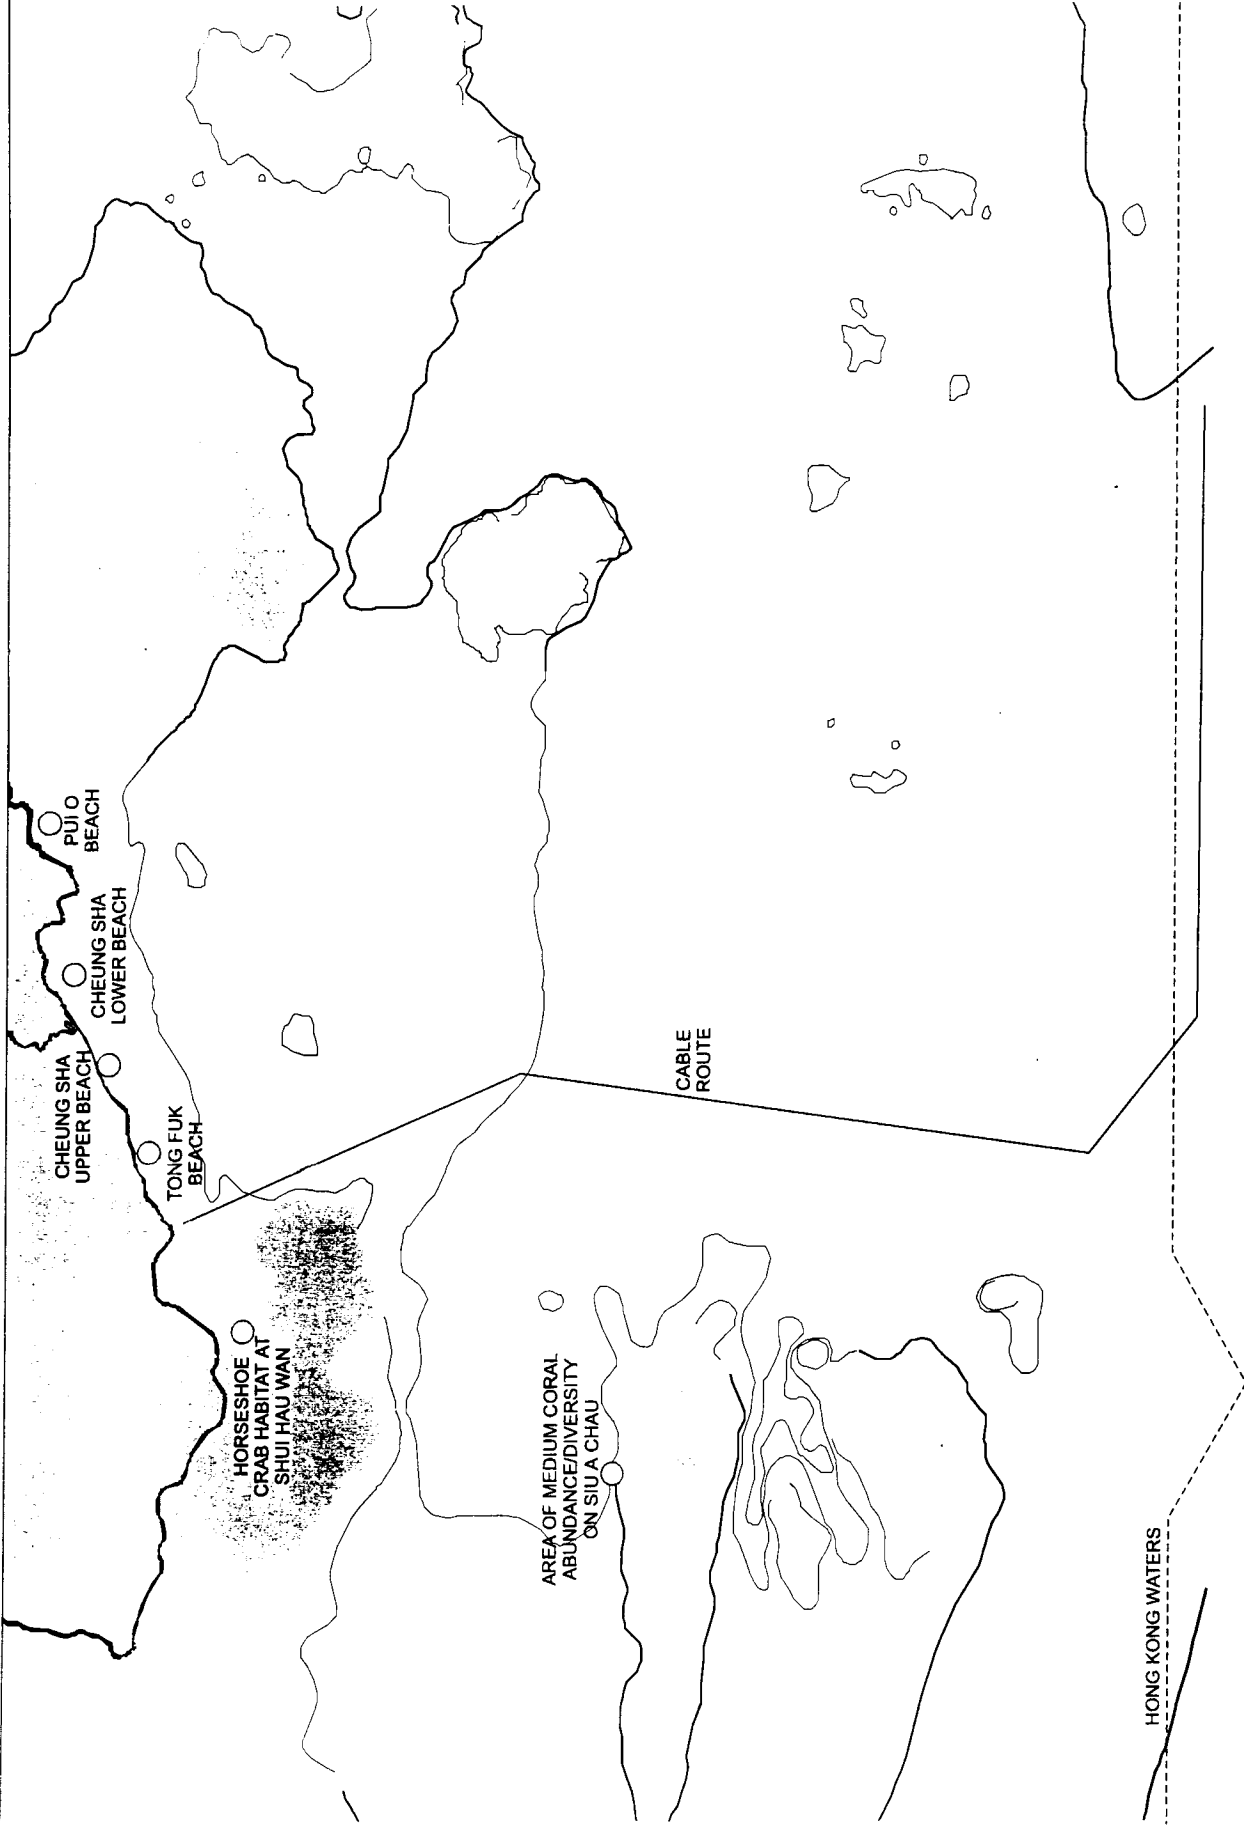 PUI O
BEACH
CHEUNG SHA
LOWER BEACH
CHEUNG SHA
UPPER BEACH
TONG FUK
BEACH
HORSESHOE
CRAB HABITAT AT
SHUI HAU WAN
CABLE
ROUTE
AREA OF MEDIUM CORAL
ABUNDANCE/DIVERSITY
ON SIU A CHAU
HONG KONG WATERS